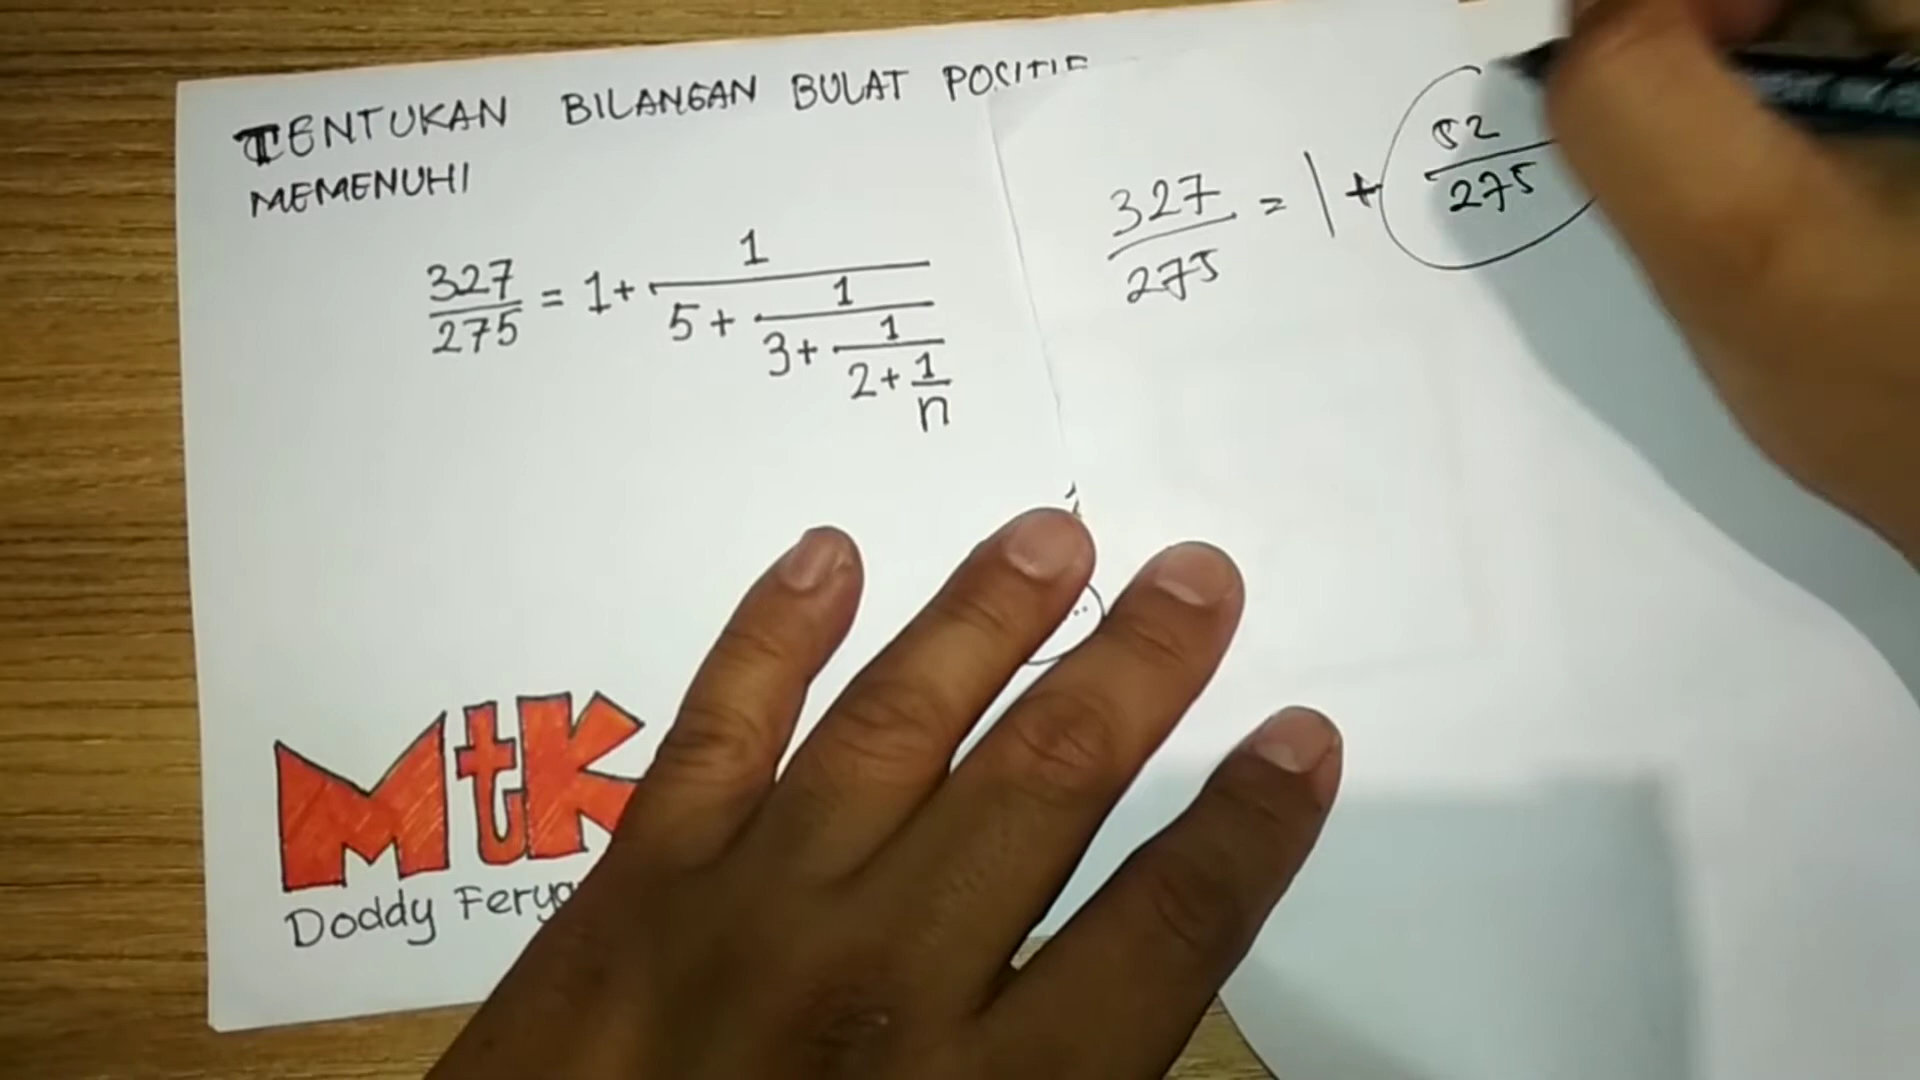 TENTUKAN BILANGAN BULAT POSITIF
MEMENUHI
327/275 = 1 + 1/(5 + 1/(3 + 1/(2 + 1/n)))
327/275 = 1 + 52/275
MtK
Doddy